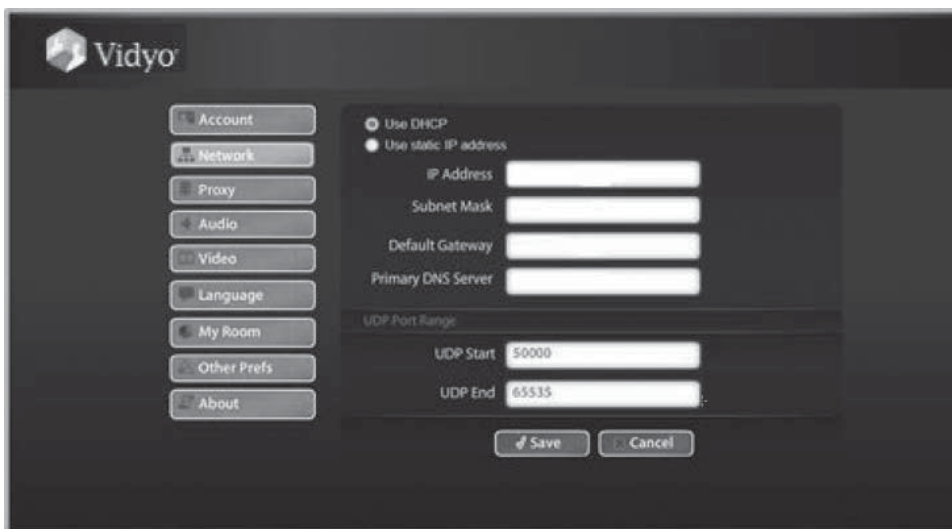 Vidyo
Account
Network
Proxy
Audio
Video
Language
My Room
Other Prefs
About
Use DHCP
Use static IP address
IP Address
Subnet Mask
Default Gateway
Primary DNS Server
UDP Port Range
UDP Start 50000
UDP End 65535
Save
Cancel